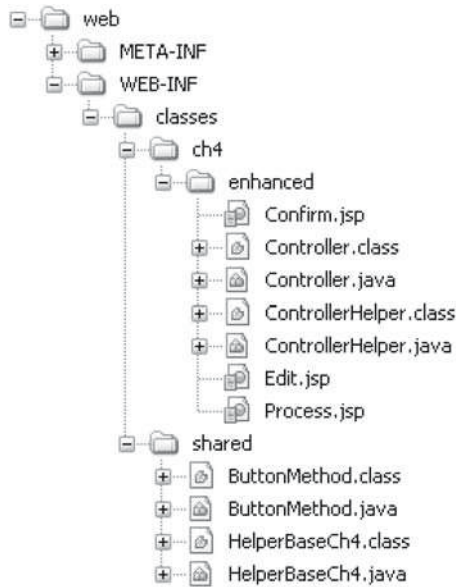 web
META-INF
WEB-INF
classes
ch4
enhanced
Confirm.jsp
Controller.class
Controller.java
ControllerHelper.class
ControllerHelper.java
Edit.jsp
Process.jsp
shared
ButtonMethod.class
ButtonMethod.java
HelperBaseCh4.class
HelperBaseCh4.java